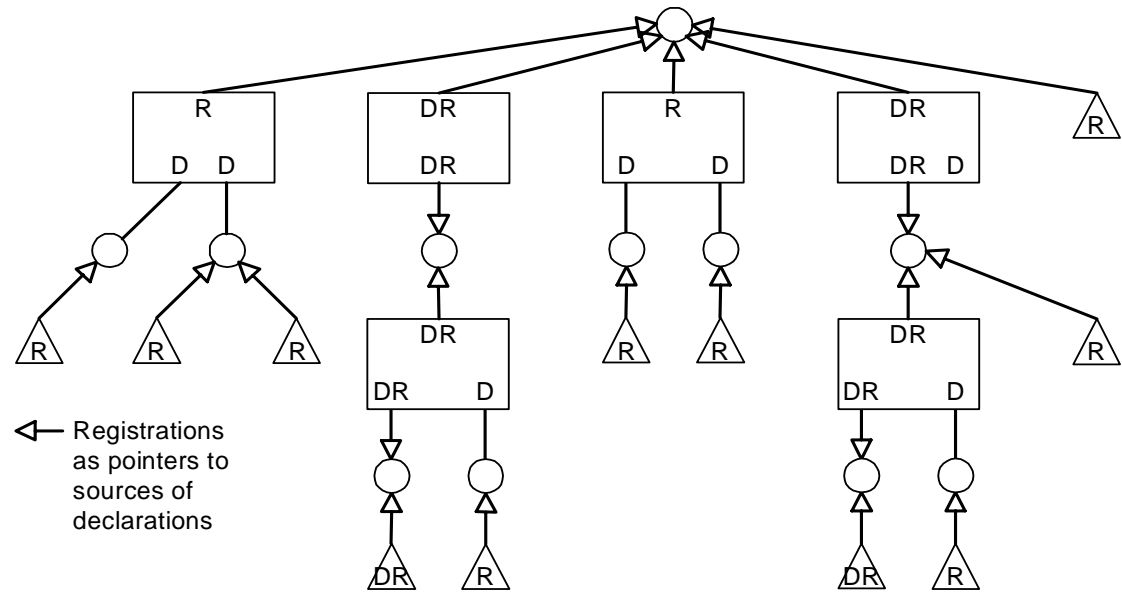 R DR R DR R
D D DR D D DR D
R R R DR R R DR R
DR D DR D
Registrations
as pointers to
sources of
declarations
DR R DR R